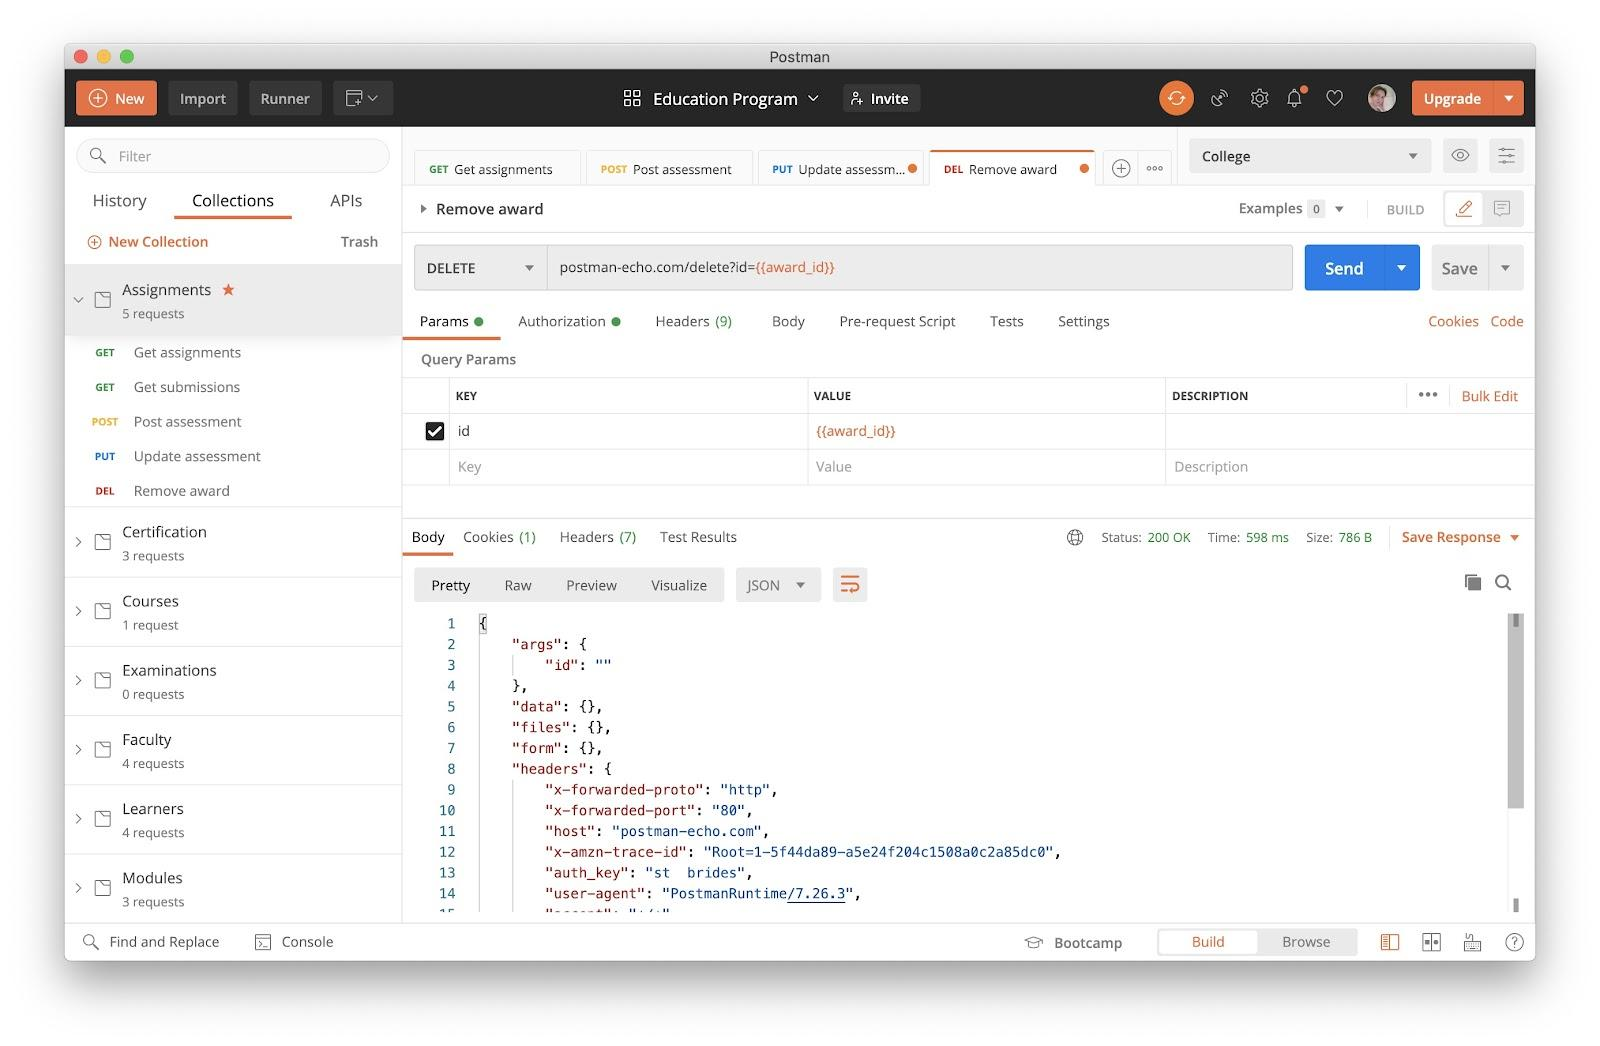 Postman
New Import Runner Education Program Invite Upgrade
Filter
History Collections APIs
New Collection Trash
Assignments
5 requests
GET Get assignments
GET Get submissions
POST Post assessment
PUT Update assessment
DEL Remove award
Certification
3 requests
Courses
1 request
Examinations
0 requests
Faculty
4 requests
Learners
4 requests
Modules
3 requests
GET Get assignments POST Post assessment PUT Update assessm... DEL Remove award ••• College
Remove award Examples 0 BUILD
DELETE postman-echo.com/delete?id={{award_id}} Send Save
Params Authorization Headers (9) Body Pre-request Script Tests Settings Cookies Code
Query Params
KEY VALUE DESCRIPTION ••• Bulk Edit
id {{award_id}}
Key Value Description
Body Cookies (1) Headers (7) Test Results Status: 200 OK Time: 598 ms Size: 786 B Save Response
Pretty Raw Preview Visualize JSON
1 {
2 "args": {
3 "id": ""
4 },
5 "data": {},
6 "files": {},
7 "form": {},
8 "headers": {
9 "x-forwarded-proto": "http",
10 "x-forwarded-port": "80",
11 "host": "postman-echo.com",
12 "x-amzn-trace-id": "Root=1-5f44da89-a5e24f204c1508a0c2a85dc0",
13 "auth_key": "st  brides",
14 "user-agent": "PostmanRuntime/7.26.3",
Find and Replace Console Bootcamp Build Browse